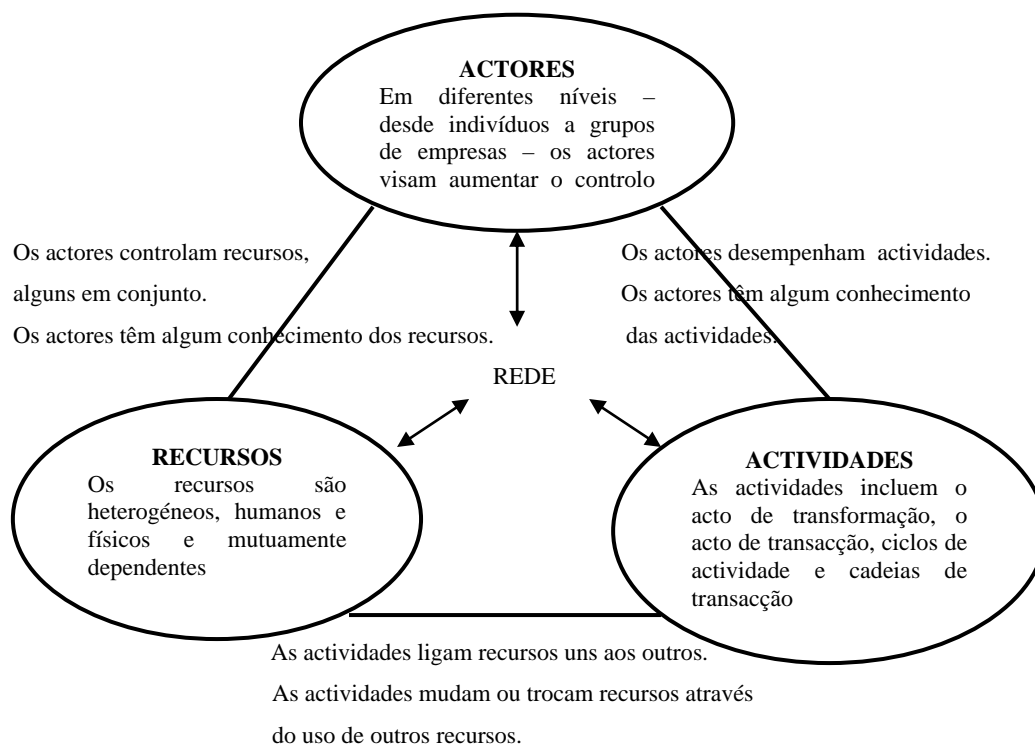 ACTORES
Em diferentes níveis –
desde indivíduos a grupos
de empresas – os actores
visam aumentar o controlo
Os actores controlam recursos,
alguns em conjunto.
Os actores têm algum conhecimento dos recursos.
Os actores desempenham actividades.
Os actores têm algum conhecimento
das actividades.
REDE
RECURSOS
Os recursos são
heterogéneos, humanos e
físicos e mutuamente
dependentes
ACTIVIDADES
As actividades incluem o
acto de transformação, o
acto de transacção, ciclos de
actividade e cadeias de
transacção
As actividades ligam recursos uns aos outros.
As actividades mudam ou trocam recursos através
do uso de outros recursos.